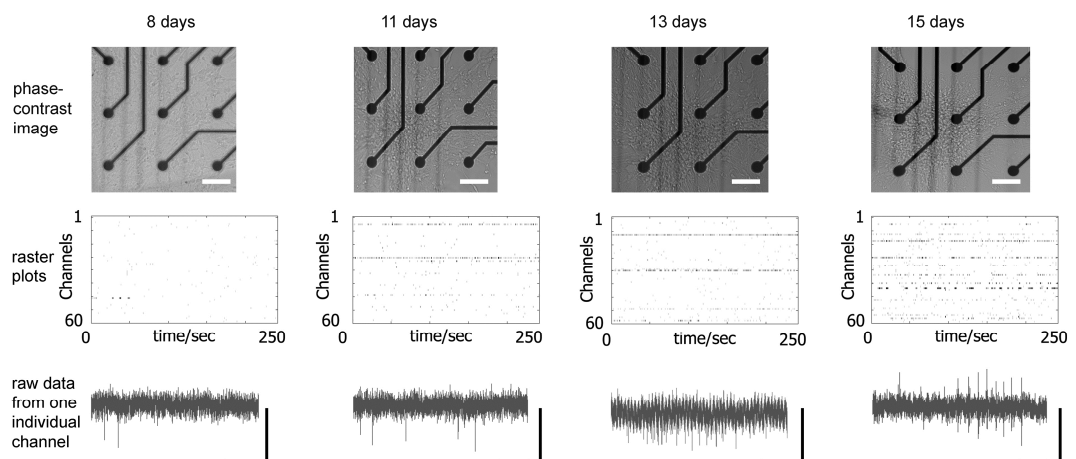 8 days 11 days 13 days 15 days
phase-
contrast
image
1 1 1 1
raster
plots
Channels Channels Channels Channels
60 60 60 60
0 time/sec 250 0 time/sec 250 0 time/sec 250 0 time/sec 250
raw data
from one
individual
channel